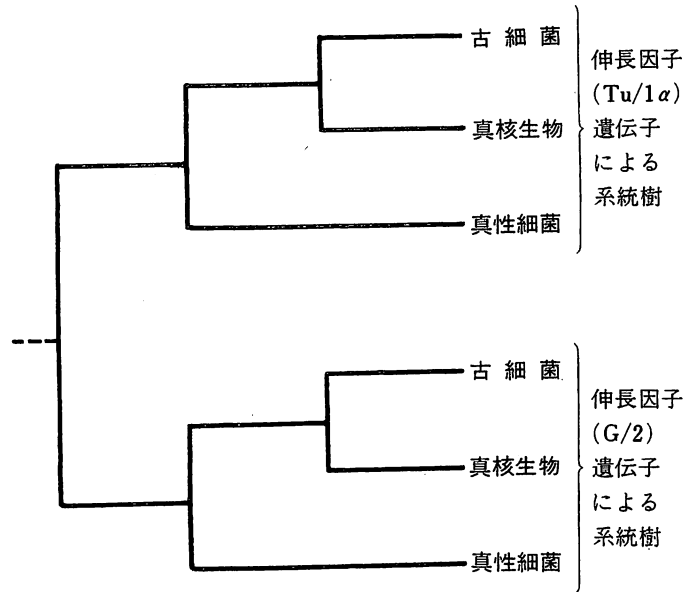 古細菌
真核生物
真性細菌
伸長因子
(Tu/1α)
遺伝子
による
系統樹
古細菌
真核生物
真性細菌
伸長因子
(G/2)
遺伝子
による
系統樹